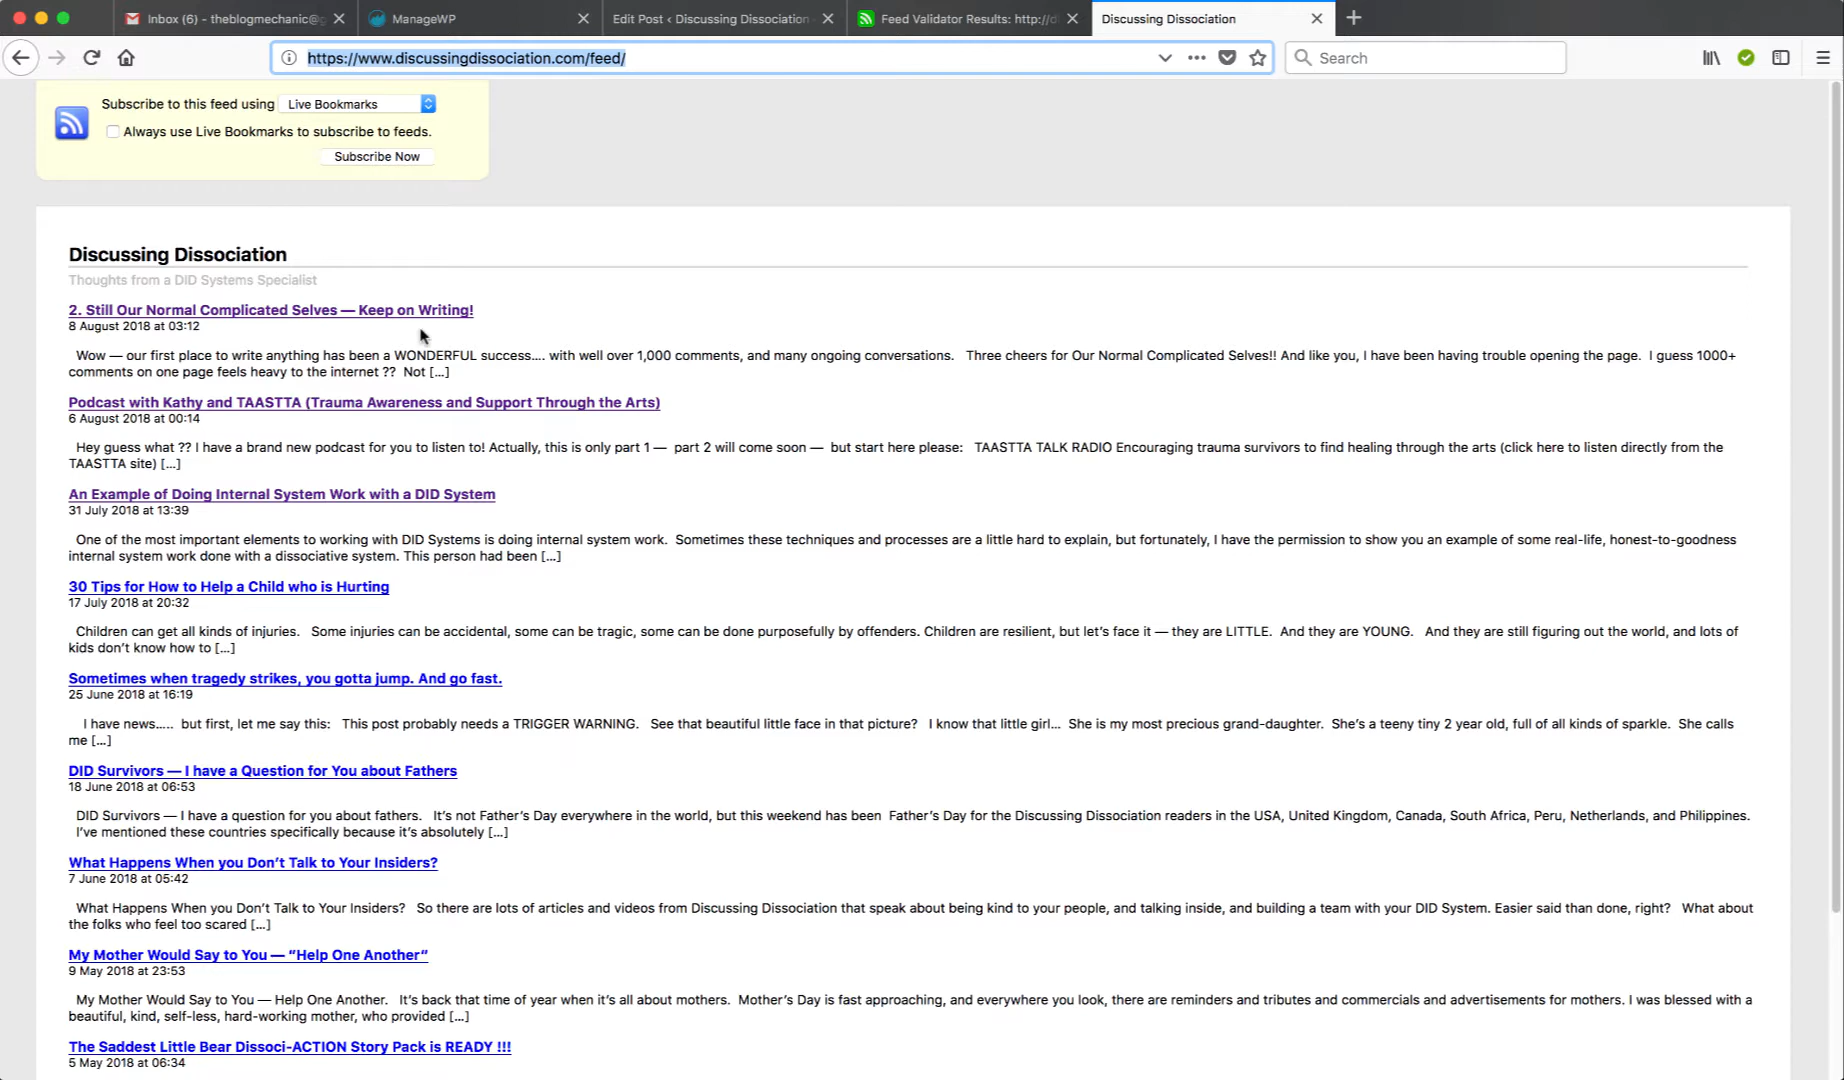 Inbox (6) - theblogmechanic@g
ManageWP
Edit Post ‹ Discussing Dissociation
Feed Validator Results: http://d
Discussing Dissociation
https://www.discussingdissociation.com/feed/
Search
Subscribe to this feed using Live Bookmarks
Always use Live Bookmarks to subscribe to feeds.
Subscribe Now
Discussing Dissociation
Thoughts from a DID Systems Specialist
2. Still Our Normal Complicated Selves — Keep on Writing!
8 August 2018 at 03:12
Wow — our first place to write anything has been a WONDERFUL success…. with well over 1,000 comments, and many ongoing conversations. Three cheers for Our Normal Complicated Selves!! And like you, I have been having trouble opening the page. I guess 1000+
comments on one page feels heavy to the internet ?? Not […]
Podcast with Kathy and TAASTTA (Trauma Awareness and Support Through the Arts)
6 August 2018 at 00:14
Hey guess what ?? I have a brand new podcast for you to listen to! Actually, this is only part 1 — part 2 will come soon — but start here please: TAASTTA TALK RADIO Encouraging trauma survivors to find healing through the arts (click here to listen directly from the
TAASTTA site) […]
An Example of Doing Internal System Work with a DID System
31 July 2018 at 13:39
One of the most important elements to working with DID Systems is doing internal system work. Sometimes these techniques and processes are a little hard to explain, but fortunately, I have the permission to show you an example of some real-life, honest-to-goodness
internal system work done with a dissociative system. This person had been […]
30 Tips for How to Help a Child who is Hurting
17 July 2018 at 20:32
Children can get all kinds of injuries. Some injuries can be accidental, some can be tragic, some can be done purposefully by offenders. Children are resilient, but let’s face it — they are LITTLE. And they are YOUNG. And they are still figuring out the world, and lots of
kids don’t know how to […]
Sometimes when tragedy strikes, you gotta jump. And go fast.
25 June 2018 at 16:19
I have news….. but first, let me say this: This post probably needs a TRIGGER WARNING. See that beautiful little face in that picture? I know that little girl… She is my most precious grand-daughter. She’s a teeny tiny 2 year old, full of all kinds of sparkle. She calls
me […]
DID Survivors — I have a Question for You about Fathers
18 June 2018 at 06:53
DID Survivors — I have a question for you about fathers. It’s not Father’s Day everywhere in the world, but this weekend has been Father’s Day for the Discussing Dissociation readers in the USA, United Kingdom, Canada, South Africa, Peru, Netherlands, and Philippines.
I’ve mentioned these countries specifically because it’s absolutely […]
What Happens When you Don’t Talk to Your Insiders?
7 June 2018 at 05:42
What Happens When you Don’t Talk to Your Insiders? So there are lots of articles and videos from Discussing Dissociation that speak about being kind to your people, and talking inside, and building a team with your DID System. Easier said than done, right? What about
the folks who feel too scared […]
My Mother Would Say to You — “Help One Another“
9 May 2018 at 23:53
My Mother Would Say to You — Help One Another. It’s back that time of year when it’s all about mothers. Mother’s Day is fast approaching, and everywhere you look, there are reminders and tributes and commercials and advertisements for mothers. I was blessed with a
beautiful, kind, self-less, hard-working mother, who provided […]
The Saddest Little Bear Dissoci-ACTION Story Pack is READY !!!
5 May 2018 at 06:34